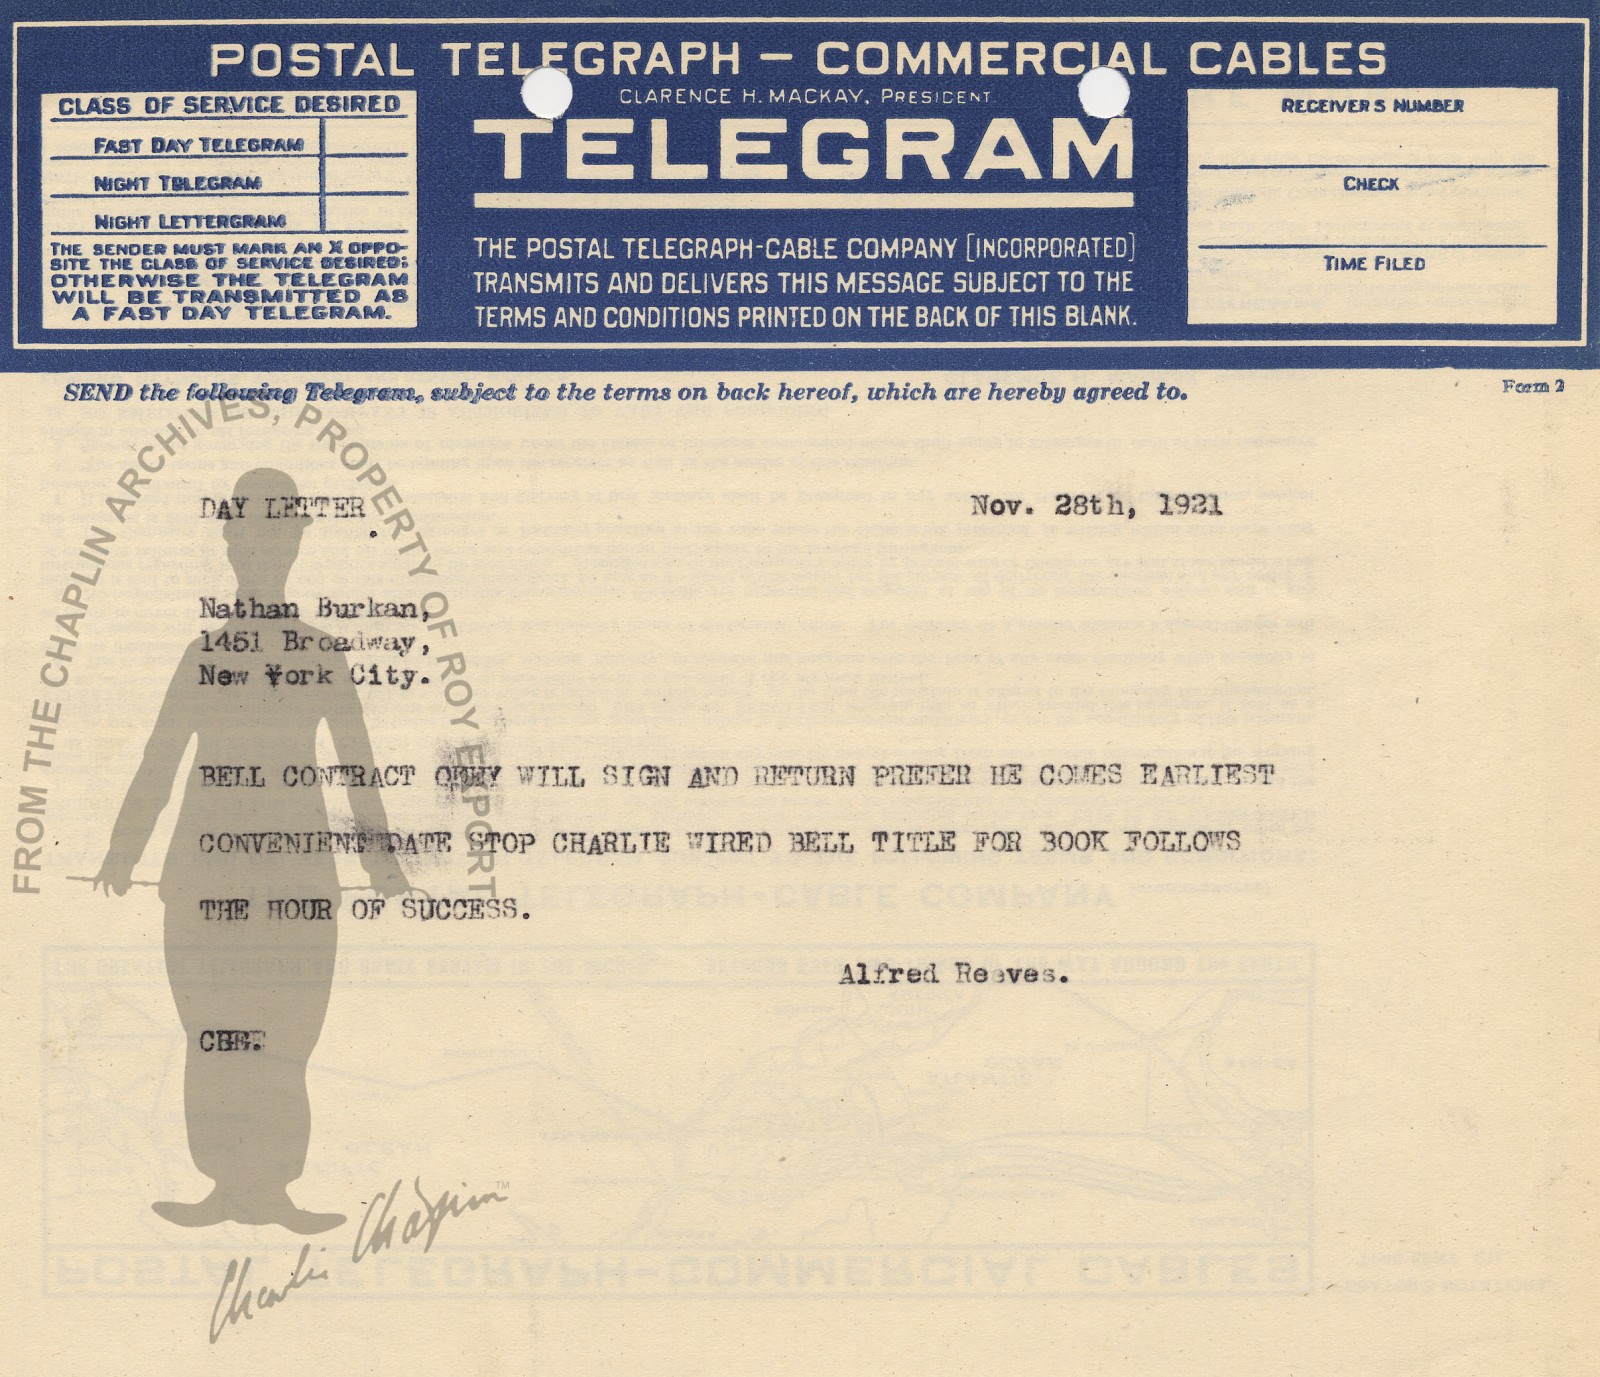 POSTAL TELEGRAPH — COMMERCIAL CABLES
CLARENCE H. MACKAY, PRESIDENT.
TELEGRAM
CLASS OF SERVICE DESIRED
FAST DAY TELEGRAM
NIGHT TELEGRAM
NIGHT LETTERGRAM
THE SENDER MUST MARK AN X OPPO-
SITE THE CLASS OF SERVICE DESIRED;
OTHERWISE THE TELEGRAM
WILL BE TRANSMITTED AS
A FAST DAY TELEGRAM.
THE POSTAL TELEGRAPH-CABLE COMPANY [INCORPORATED]
TRANSMITS AND DELIVERS THIS MESSAGE SUBJECT TO THE
TERMS AND CONDITIONS PRINTED ON THE BACK OF THIS BLANK.
RECEIVER'S NUMBER
CHECK
TIME FILED
SEND the following Telegram, subject to the terms on back hereof, which are hereby agreed to.
Form 2
DAY LETTER
Nov. 28th, 1921
Nathan Burkan,
1451 Broadway,
New York City.
BELL CONTRACT OKEY WILL SIGN AND RETURN PREFER HE COMES EARLIEST
CONVENIENT DATE STOP CHARLIE WIRED BELL TITLE FOR BOOK FOLLOWS
THE HOUR OF SUCCESS.
Alfred Reeves.
FROM THE CHAPLIN ARCHIVES, PROPERTY OF ROY EXPORT
Charlie Chaplin™